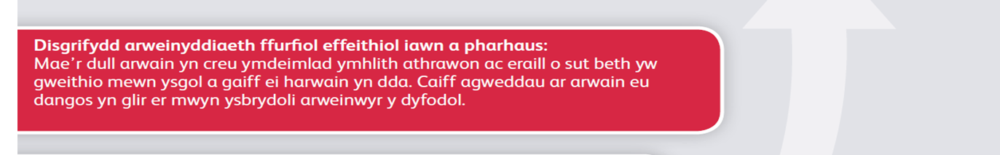 Disgrifydd arweinyddiaeth ffurfiol effeithiol iawn a pharhaus:
Mae’r dull arwain yn creu ymdeimlad ymhlith athrawon ac eraill o sut beth yw
gweithio mewn ysgol a gaiff ei harwain yn dda. Caiff agweddau ar arwain eu
dangos yn glir er mwyn ysbrydoli arweinwyr y dyfodol.